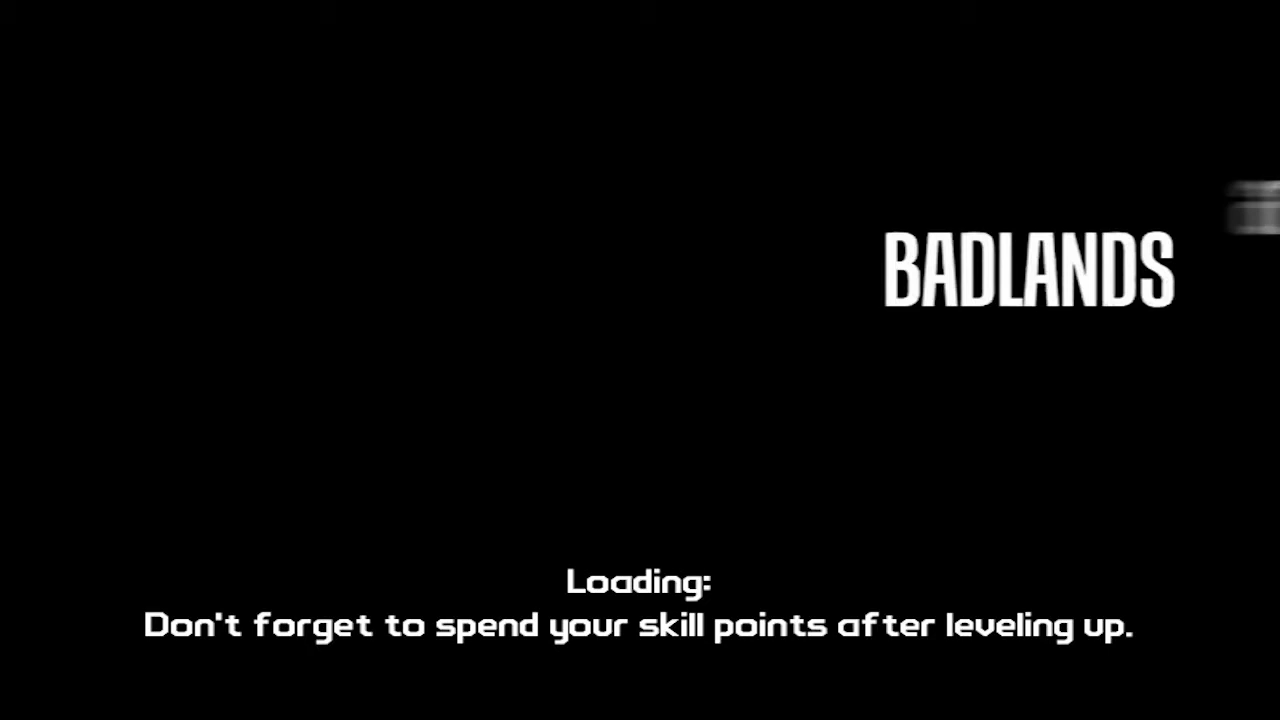 BADLANDS
Loading:
Don't forget to spend your skill points after leveling up.